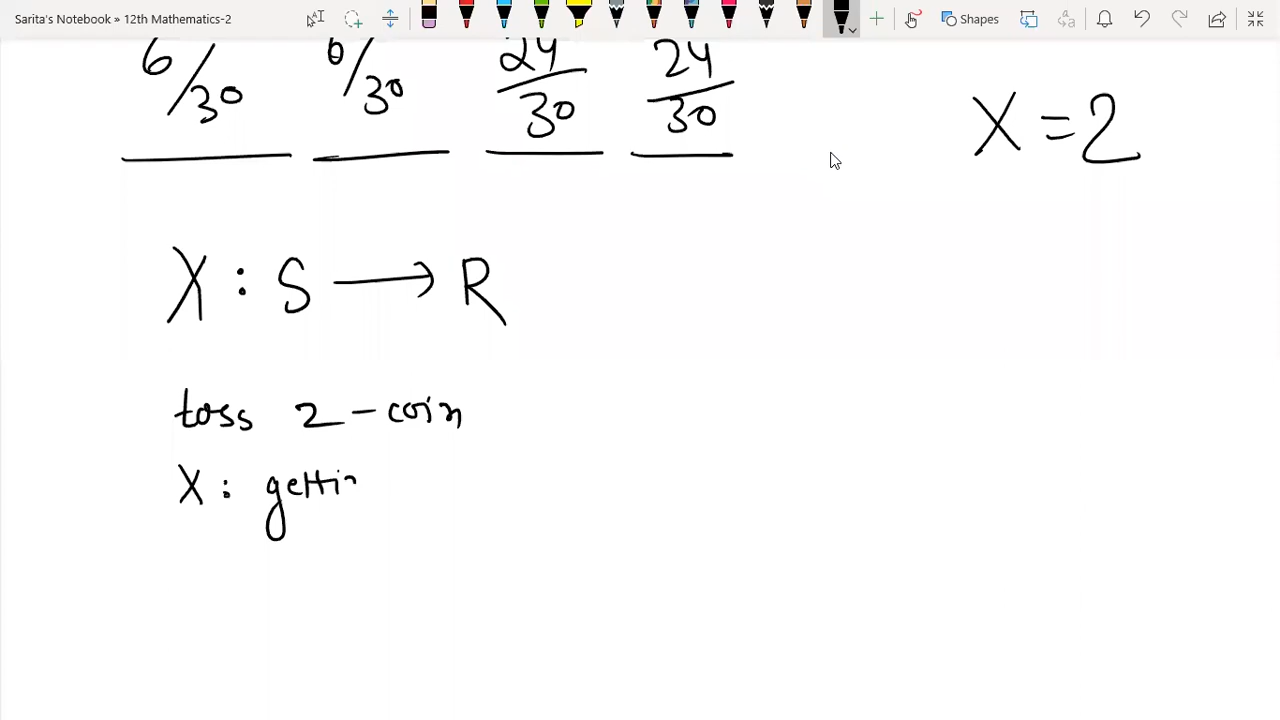 Sarita's Notebook » 12th Mathematics-2
Shapes
6/30 6/30 24/30 24/30
X = 2
X : S → R
toss 2 - coin
X : gettin